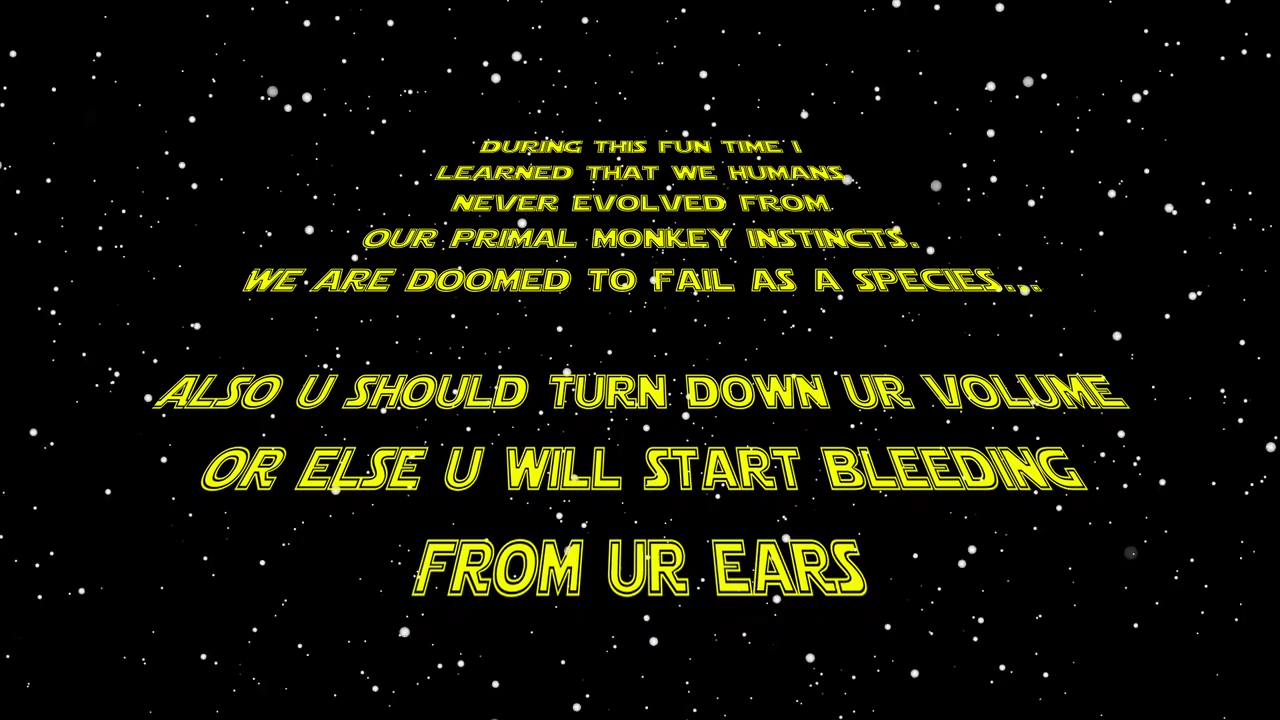 DURING THIS FUN TIME I
LEARNED THAT WE HUMANS
NEVER EVOLVED FROM
OUR PRIMAL MONKEY INSTINCTS.
WE ARE DOOMED TO FAIL AS A SPECIES...
ALSO U SHOULD TURN DOWN UR VOLUME
OR ELSE U WILL START BLEEDING
FROM UR EARS